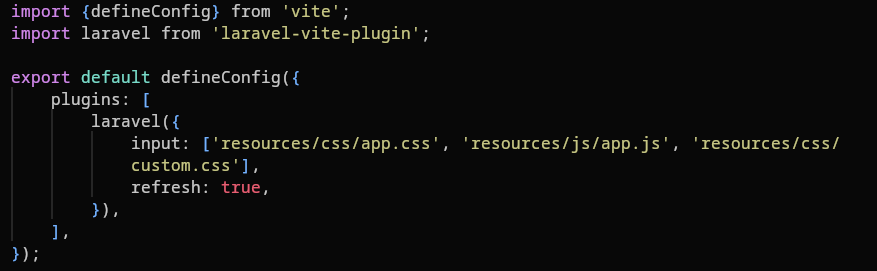 import {defineConfig} from 'vite';
import laravel from 'laravel-vite-plugin';
export default defineConfig({
plugins: [
laravel({
input: ['resources/css/app.css', 'resources/js/app.js', 'resources/css/
custom.css'],
refresh: true,
}),
],
});